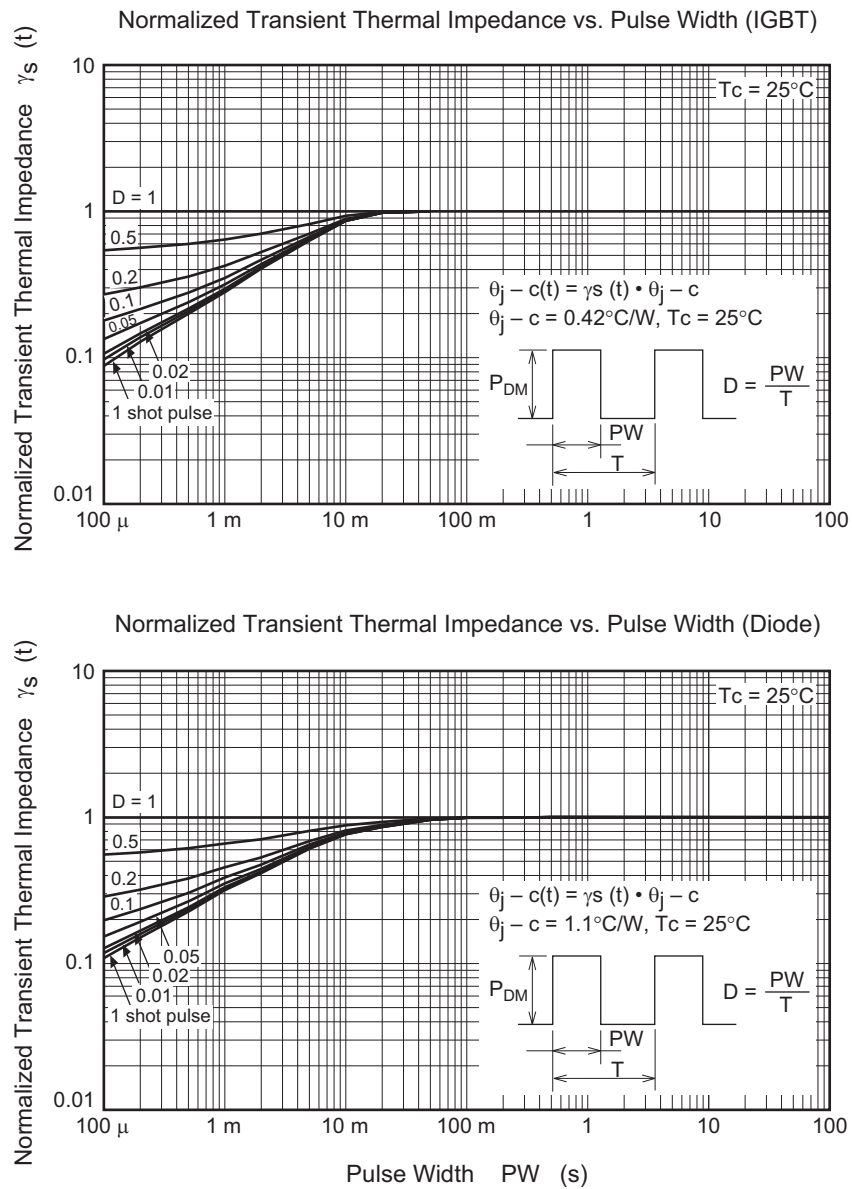 Normalized Transient Thermal Impedance vs. Pulse Width (IGBT)
Normalized Transient Thermal Impedance γs (t)
10
1
0.1
0.01
Tc = 25°C
D = 1
0.5
0.2
0.1
0.05
0.02
0.01
1 shot pulse
θj – c(t) = γs (t) • θj – c
θj – c = 0.42°C/W, Tc = 25°C
PDM
D = PW
T
PW
T
100 μ
1 m
10 m
100 m
1
10
100
Normalized Transient Thermal Impedance vs. Pulse Width (Diode)
Normalized Transient Thermal Impedance γs (t)
10
1
0.1
0.01
Tc = 25°C
D = 1
0.5
0.2
0.1
0.05
0.02
0.01
1 shot pulse
θj – c(t) = γs (t) • θj – c
θj – c = 1.1°C/W, Tc = 25°C
PDM
D = PW
T
PW
T
100 μ
1 m
10 m
100 m
1
10
100
Pulse Width PW (s)